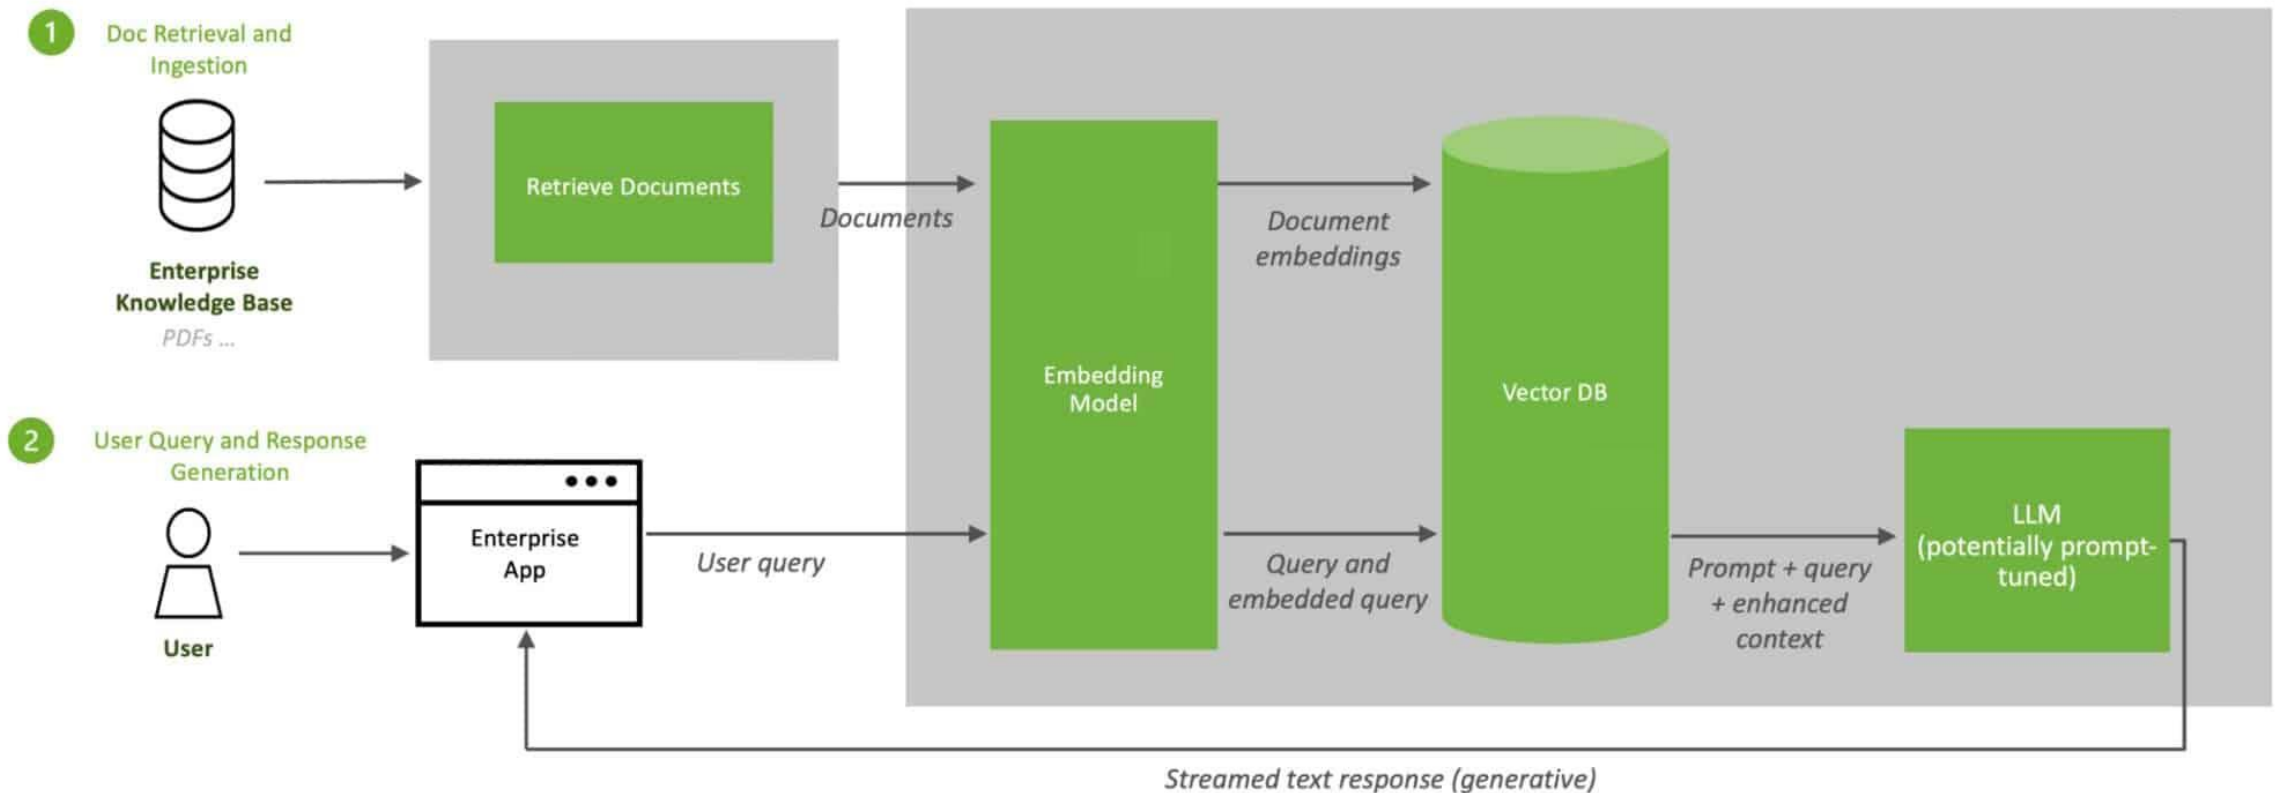 1
Doc Retrieval and
Ingestion
Enterprise
Knowledge Base
PDFs ...
Retrieve Documents
Documents
Embedding
Model
Document
embeddings
Vector DB
2
User Query and Response
Generation
User
Enterprise
App
User query
Query and
embedded query
Prompt + query
+ enhanced
context
LLM
(potentially prompt-
tuned)
Streamed text response (generative)